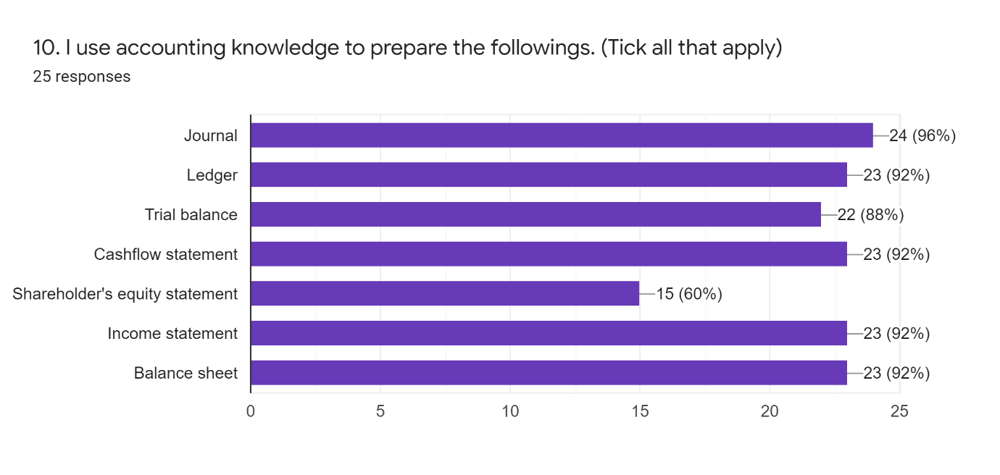 10. I use accounting knowledge to prepare the followings. (Tick all that apply)
25 responses
Journal 24 (96%)
Ledger 23 (92%)
Trial balance 22 (88%)
Cashflow statement 23 (92%)
Shareholder's equity statement 15 (60%)
Income statement 23 (92%)
Balance sheet 23 (92%)
0 5 10 15 20 25